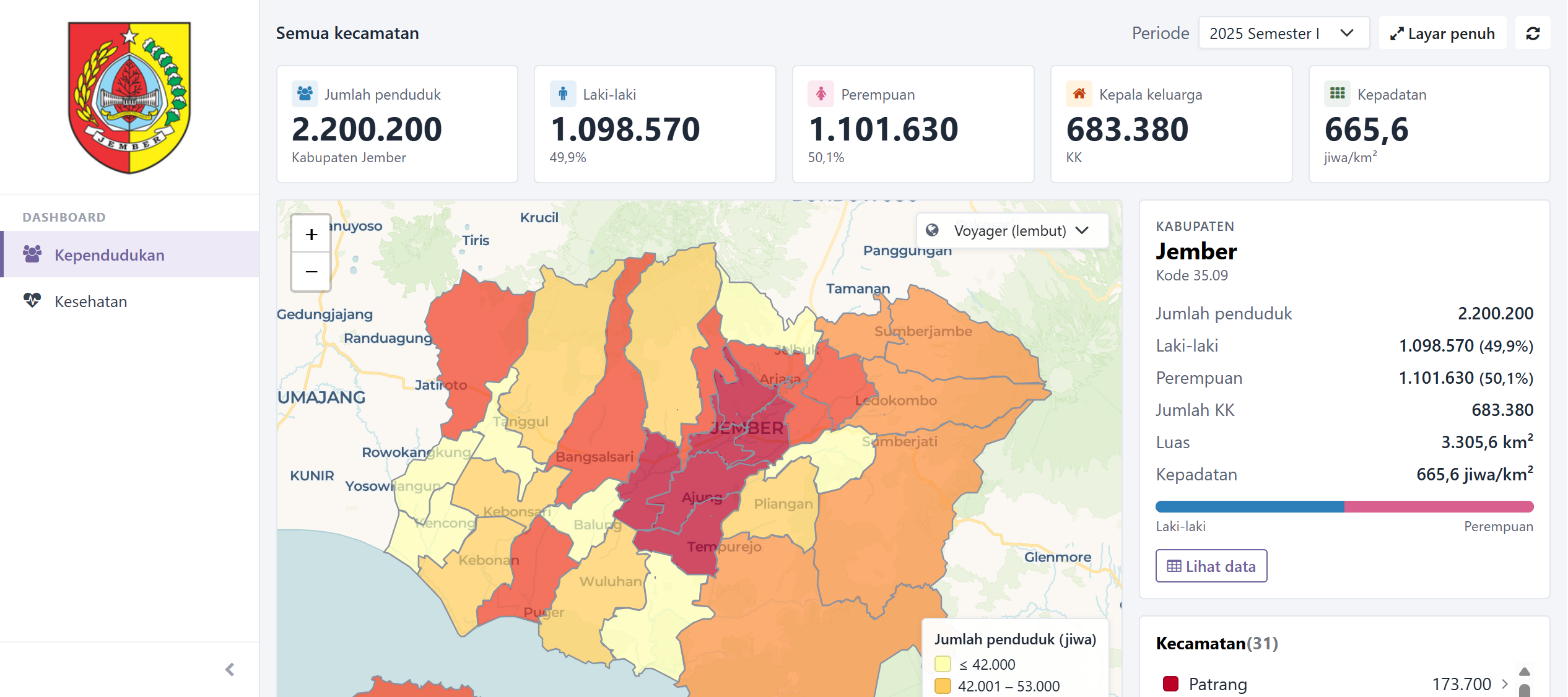 JEMBER
DASHBOARD
Kependudukan
Kesehatan
Semua kecamatan
Periode
2025 Semester I
Layar penuh
Jumlah penduduk
2.200.200
Kabupaten Jember
Laki-laki
1.098.570
49,9%
Perempuan
1.101.630
50,1%
Kepala keluarga
683.380
KK
Kepadatan
665,6
jiwa/km²
+
−
Voyager (lembut)
Krucil
Tiris
Panggungan
Tamanan
Gedungjajang
Randuagung
Sumberjambe
Jelbuk
Arjasa
Jatiroto
UMAJANG
Ledokombo
Tanggul
JEMBER
Sumberjati
Rowokangkung
Bangsalsari
KUNIR
Yosowilangun
Ajung
Pliangan
Kencong
Kebonsari
Balung
Tempurejo
Glenmore
Kebonan
Wuluhan
Puger
Jumlah penduduk (jiwa)
≤ 42.000
42.001 – 53.000
KABUPATEN
Jember
Kode 35.09
Jumlah penduduk 2.200.200
Laki-laki 1.098.570 (49,9%)
Perempuan 1.101.630 (50,1%)
Jumlah KK 683.380
Luas 3.305,6 km²
Kepadatan 665,6 jiwa/km²
Laki-laki Perempuan
Lihat data
Kecamatan(31)
Patrang 173.700